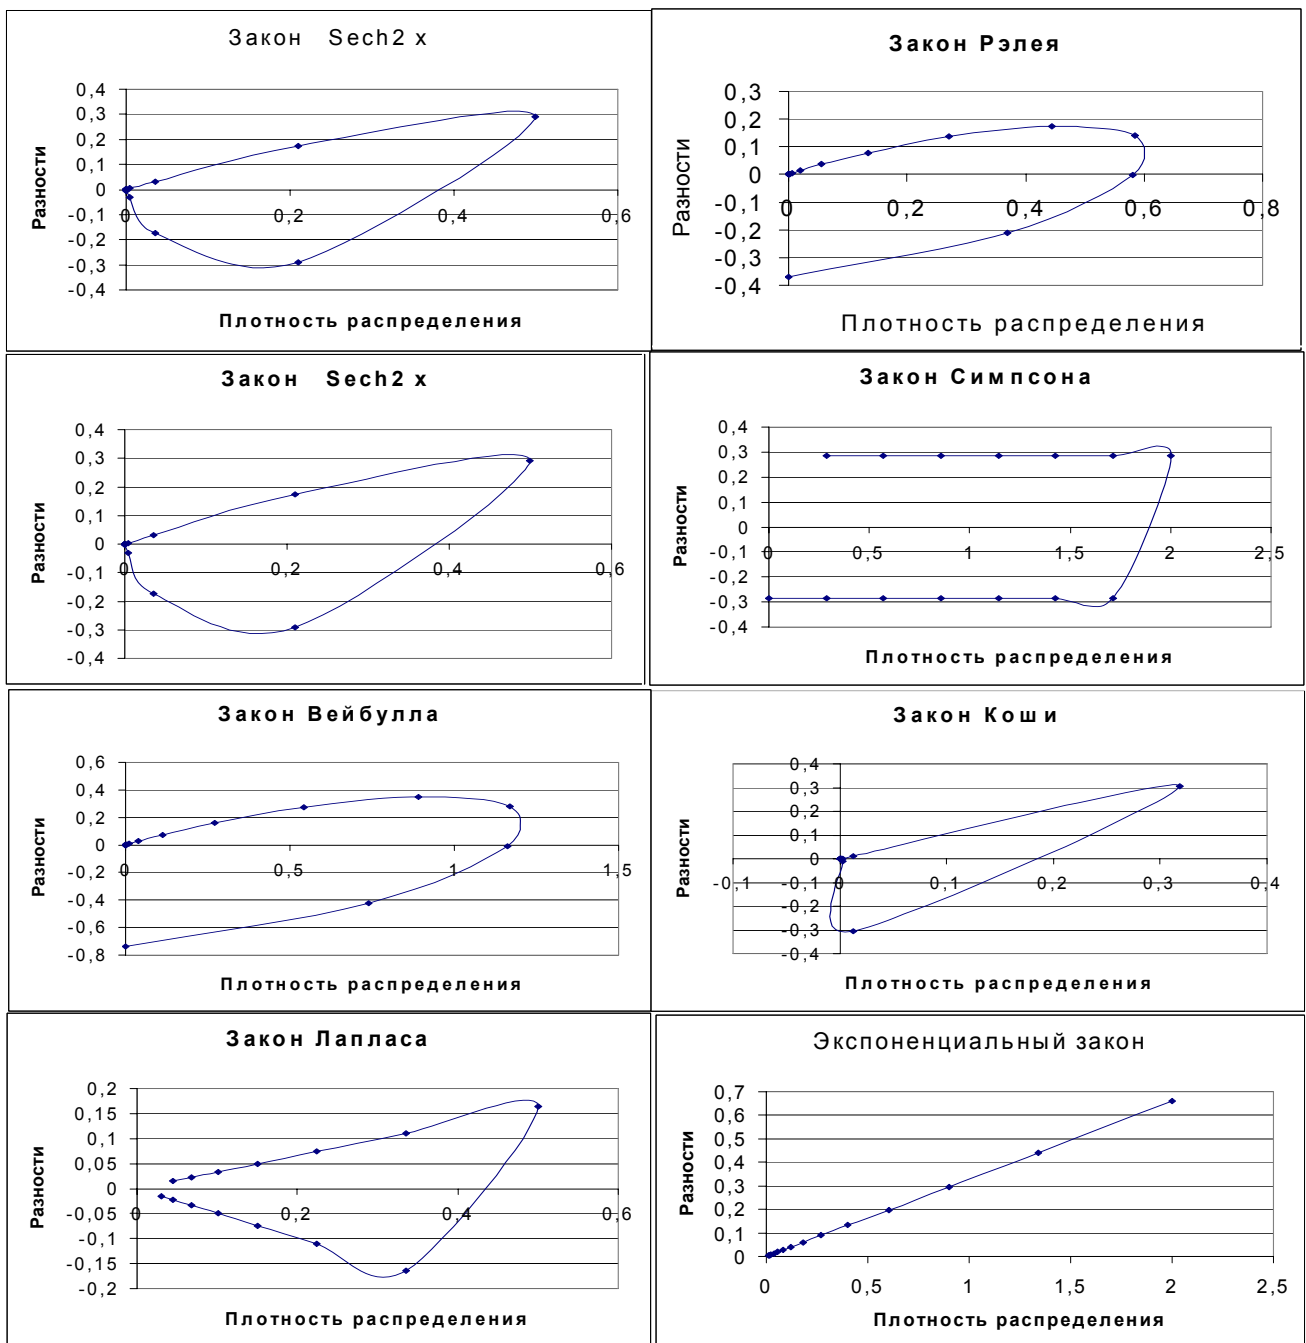 Закон Sech2 x
0,4
0,3
0,2
0,1
0
-0,1
-0,2
-0,3
-0,4
0 0,2 0,4 0,6
Разности
Плотность распределения
Закон Рэлея
0,3
0,2
0,1
0
-0,1
-0,2
-0,3
-0,4
0 0,2 0,4 0,6 0,8
Разности
Плотность распределения
Закон Sech2 x
0,4
0,3
0,2
0,1
0
-0,1
-0,2
-0,3
-0,4
0 0,2 0,4 0,6
Разности
Плотность распределения
Закон Симпсона
0,4
0,3
0,2
0,1
0
-0,1
-0,2
-0,3
-0,4
0 0,5 1 1,5 2 2,5
Разности
Плотность распределения
Закон Вейбулла
0,6
0,4
0,2
0
-0,2
-0,4
-0,6
-0,8
0 0,5 1 1,5
Разности
Плотность распределения
Закон Коши
0,4
0,3
0,2
0,1
0
-0,1
-0,2
-0,3
-0,4
-0,1 0 0,1 0,2 0,3 0,4
Разности
Плотность распределения
Закон Лапласа
0,2
0,15
0,1
0,05
0
-0,05
-0,1
-0,15
-0,2
0 0,2 0,4 0,6
Разности
Плотность распределения
Экспоненциальный закон
0,7
0,6
0,5
0,4
0,3
0,2
0,1
0
0 0,5 1 1,5 2 2,5
Разности
Плотность распределения